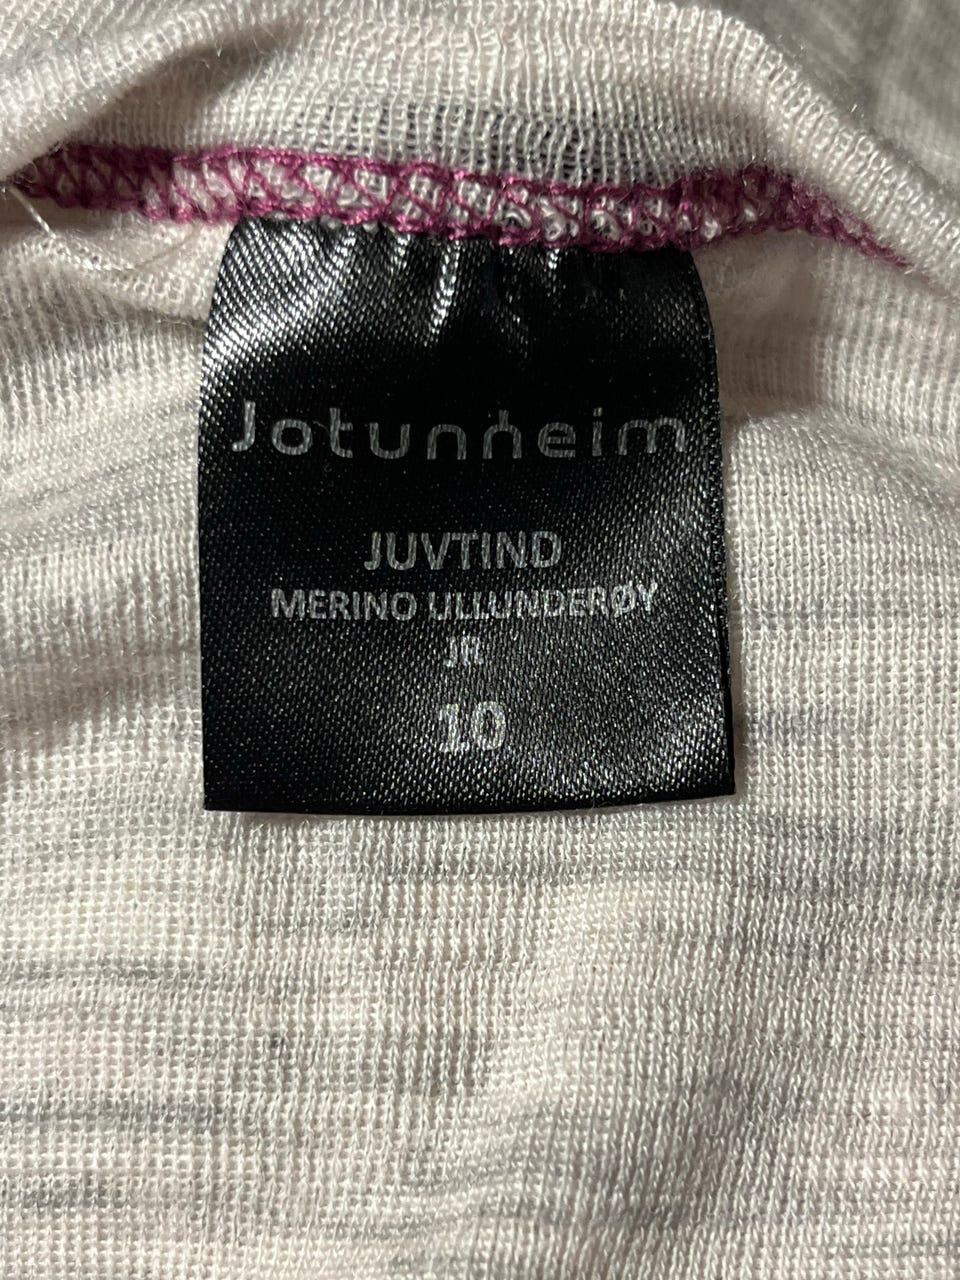 Jotunheim
JUVTIND
MERINO ULLUNDERØY
JR
10